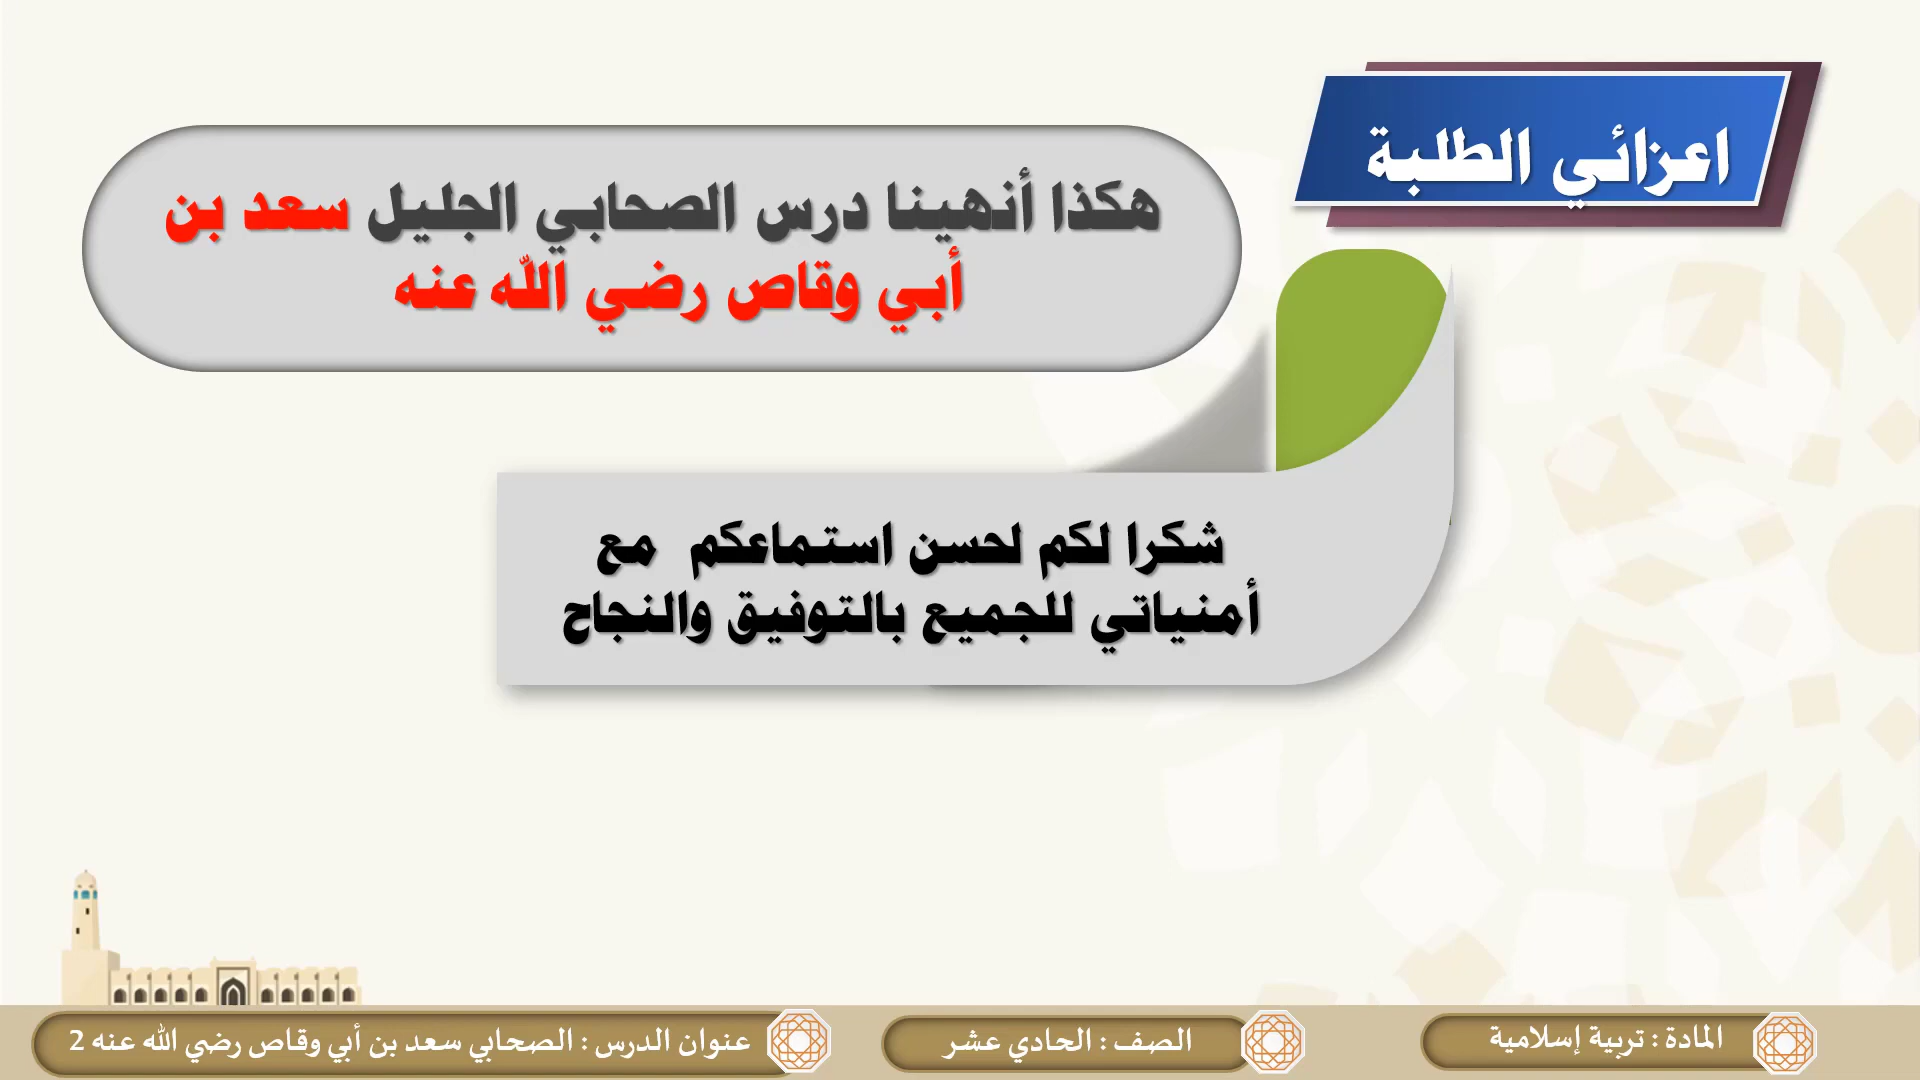 اعزائي الطلبة
هكذا أنهينا درس الصحابي الجليل سعد بن
أبي وقاص رضي الله عنه
شكرا لكم لحسن استماعكم مع
أمنياتي للجميع بالتوفيق والنجاح
المادة : تربية إسلامية
الصف : الحادي عشر
عنوان الدرس : الصحابي سعد بن أبي وقاص رضي الله عنه 2